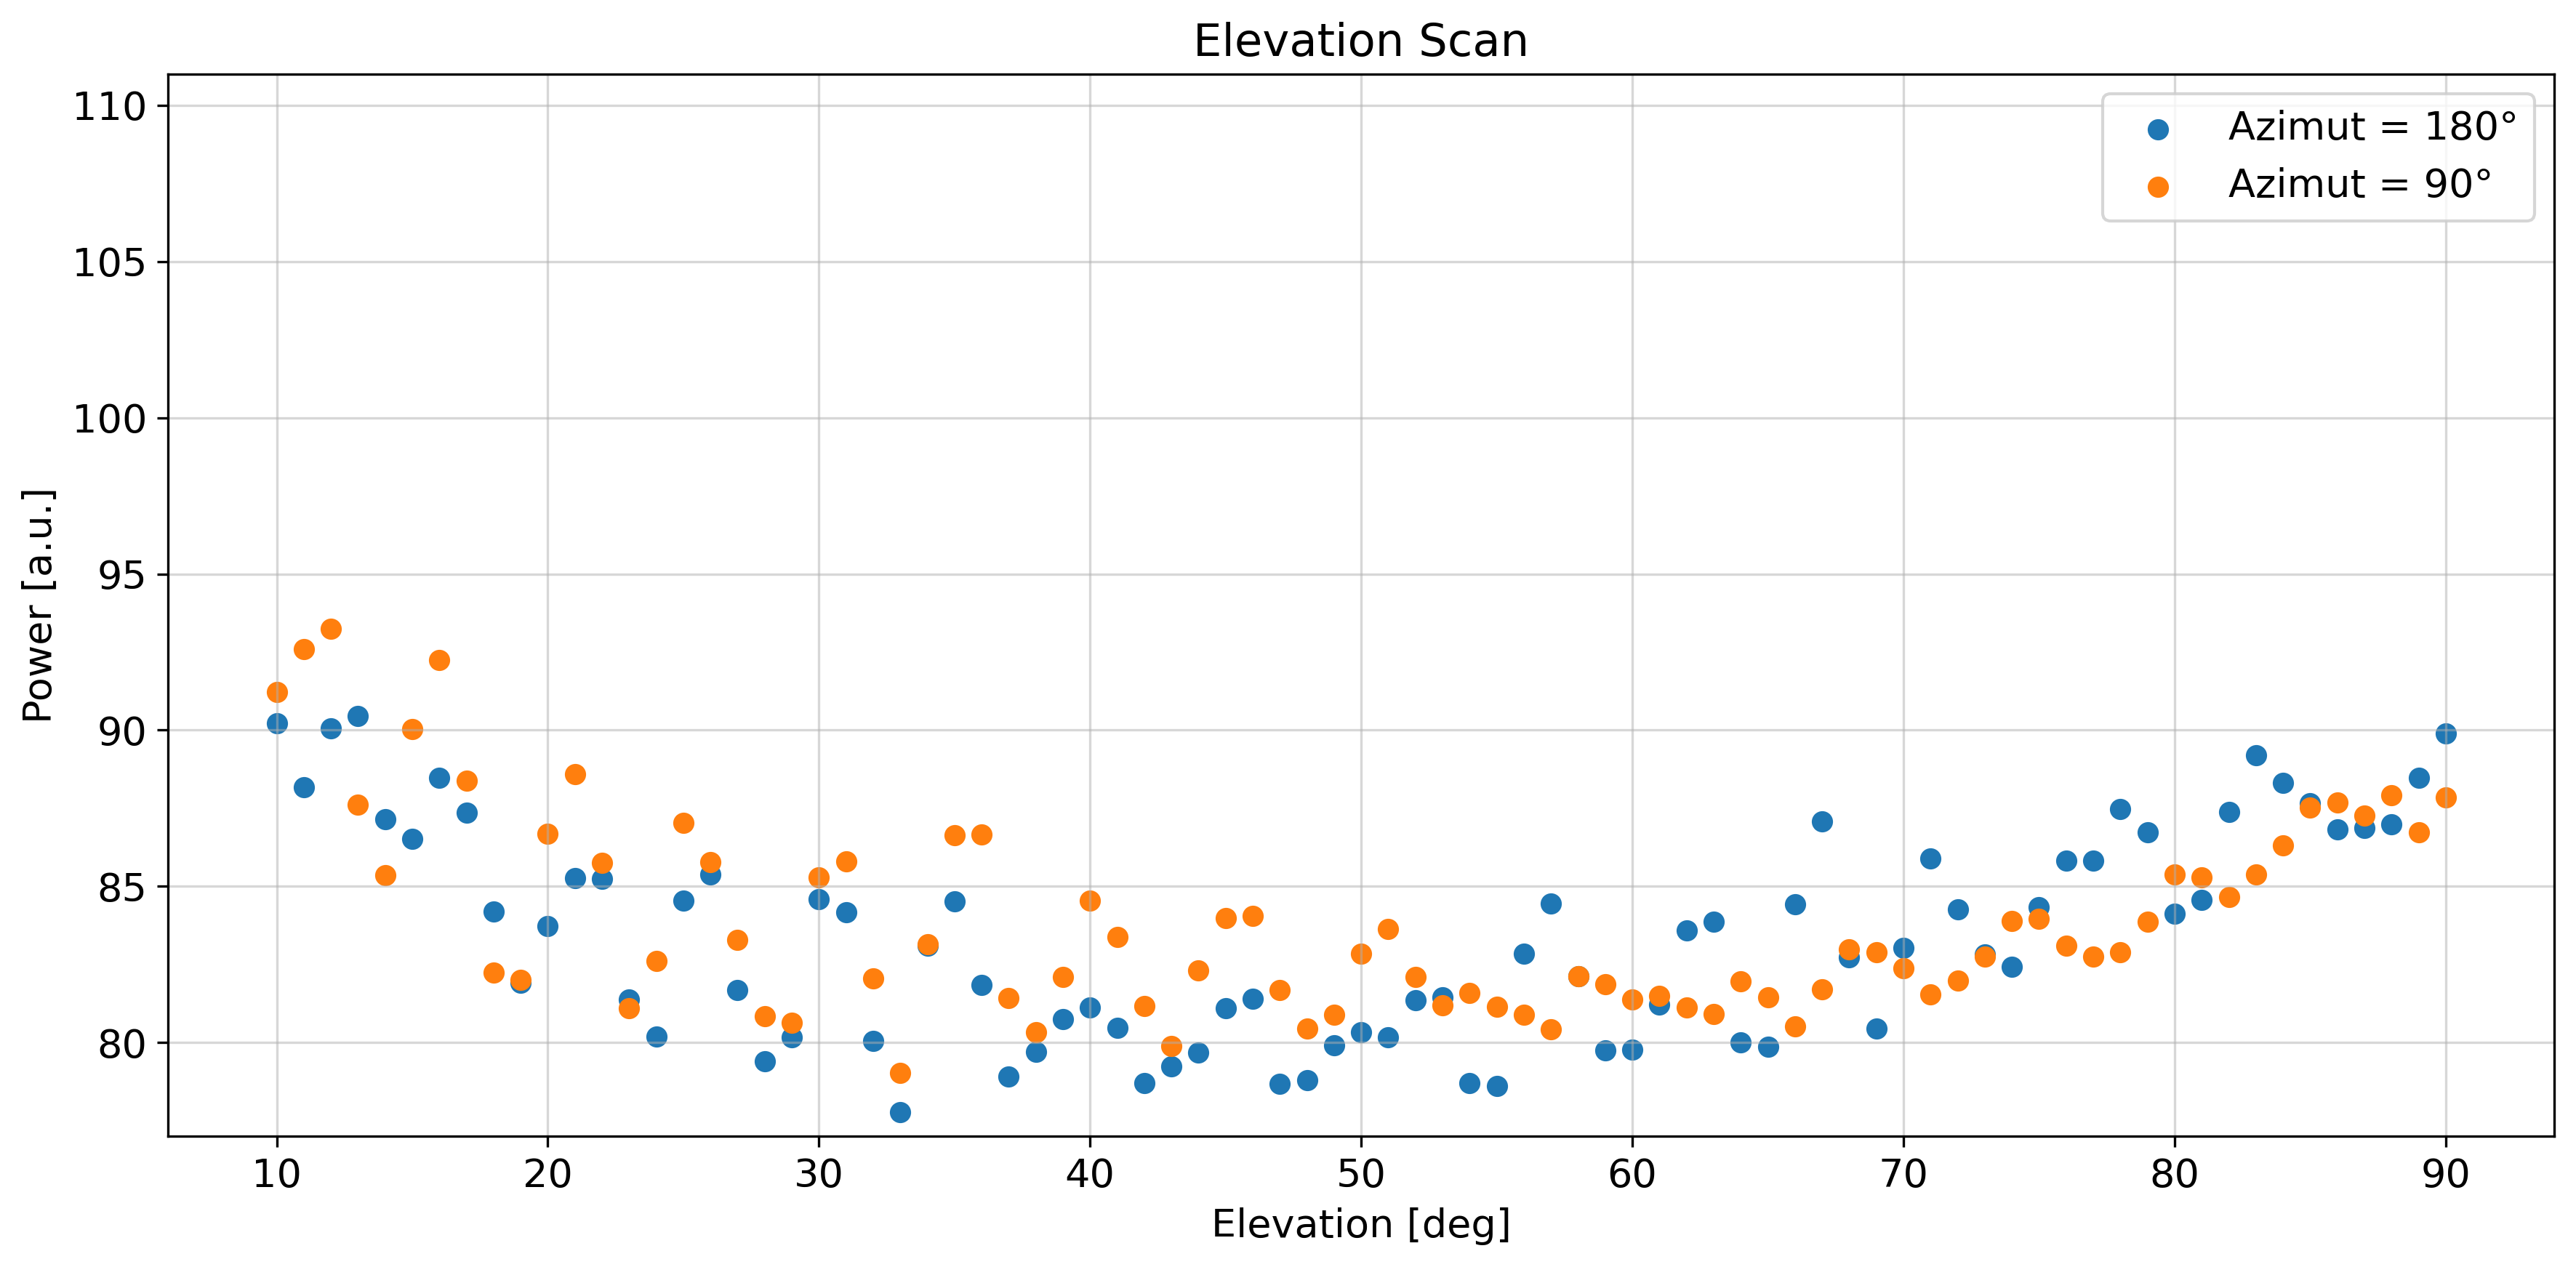 Elevation Scan
110
105
100
95
90
85
80
Power [a.u.]
Azimut = 180°
Azimut = 90°
10 20 30 40 50 60 70 80 90
Elevation [deg]